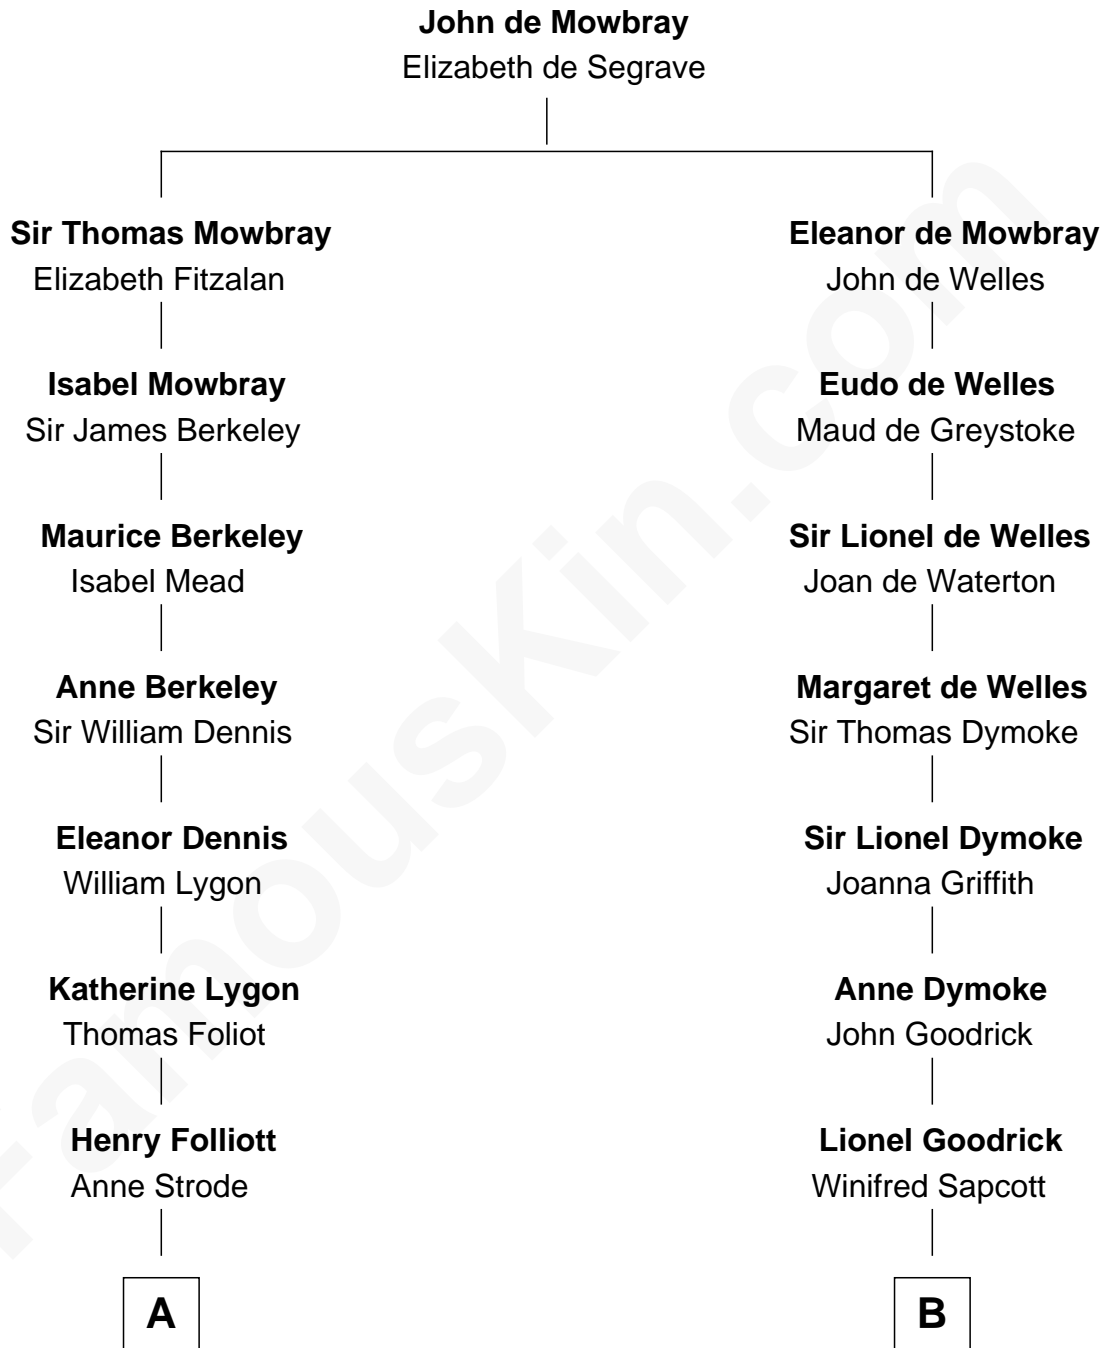 John de Mowbray
Elizabeth de Segrave
Sir Thomas Mowbray
Elizabeth Fitzalan
Eleanor de Mowbray
John de Welles
Isabel Mowbray
Sir James Berkeley
Eudo de Welles
Maud de Greystoke
Maurice Berkeley
Isabel Mead
Sir Lionel de Welles
Joan de Waterton
Anne Berkeley
Sir William Dennis
Margaret de Welles
Sir Thomas Dymoke
Eleanor Dennis
William Lygon
Sir Lionel Dymoke
Joanna Griffith
Katherine Lygon
Thomas Foliot
Anne Dymoke
John Goodrick
Henry Folliott
Anne Strode
Lionel Goodrick
Winifred Sapcott
A
B
FamousKin.com